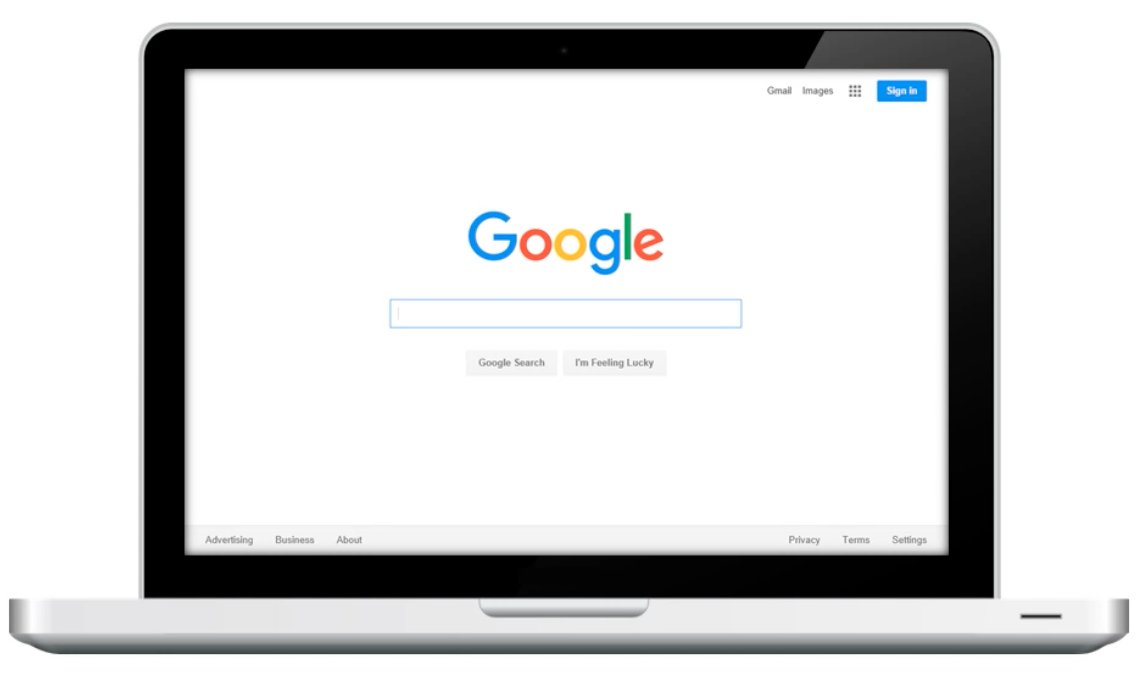 Gmail Images Sign in
Google
Google Search I'm Feeling Lucky
Advertising Business About Privacy Terms Settings